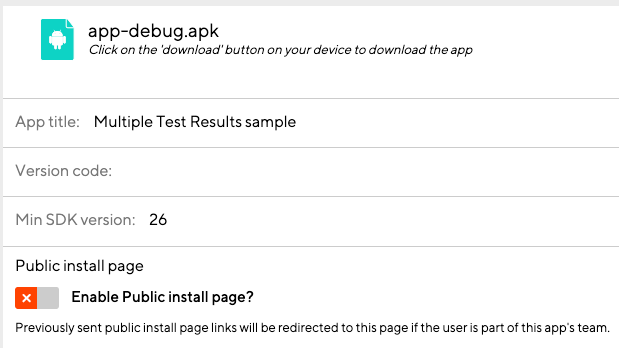 app-debug.apk
Click on the 'download' button on your device to download the app
App title: Multiple Test Results sample
Version code:
Min SDK version: 26
Public install page
Enable Public install page?
Previously sent public install page links will be redirected to this page if the user is part of this app's team.